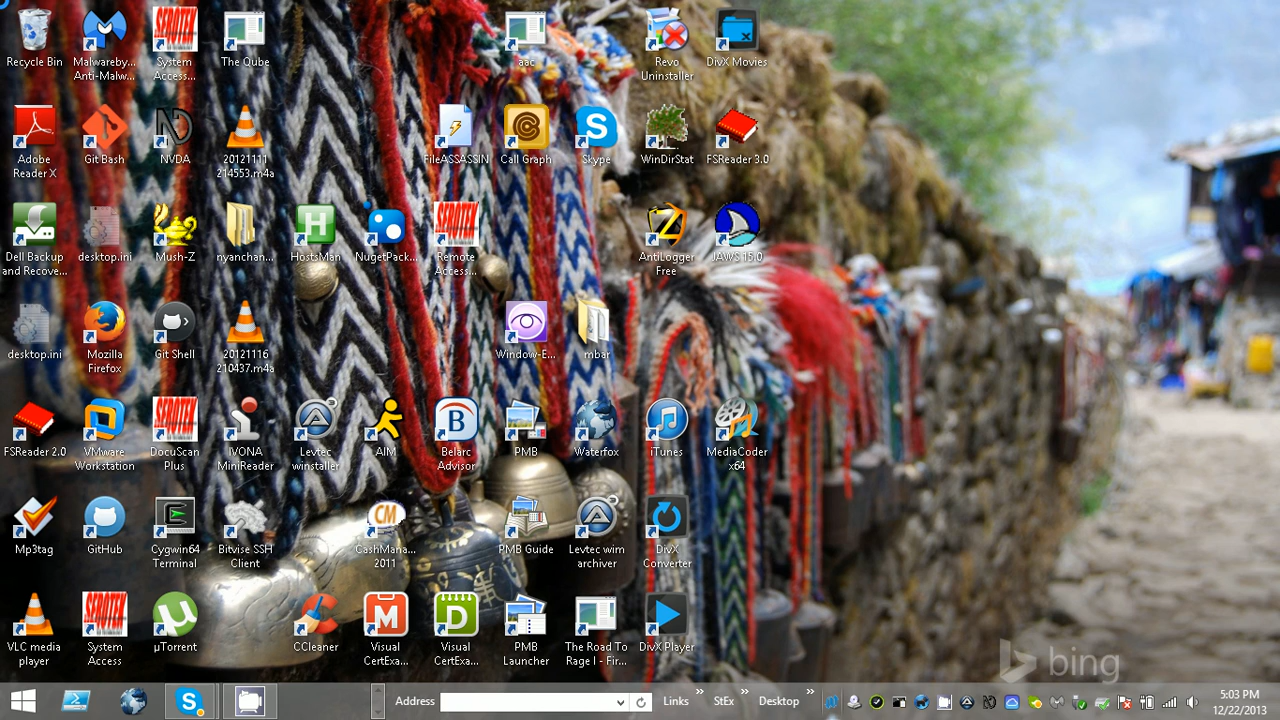 Recycle Bin
Malwareby...
Anti-Malw...
SEROTEK
System
Access...
The Qube
aac
Revo
Uninstaller
DivX Movies
Adobe
Reader X
Git Bash
NVDA
20121111
214553.m4a
FileASSASSIN
Call Graph
Skype
WinDirStat
FSReader 3.0
Dell Backup
and Recove...
desktop.ini
Mush-Z
nyanchan...
H
HostsMan
NugetPack...
SEROTEK
Remote
Access...
AntiLogger
Free
JAWS 15.0
desktop.ini
Mozilla
Firefox
Git Shell
20121116
210437.m4a
Window-E...
mbar
FSReader 2.0
VMware
Workstation
SEROTEK
DocuScan
Plus
IVONA
MiniReader
Levtec
winstaller
AIM
B
Belarc
Advisor
PMB
Waterfox
iTunes
MediaCoder
x64
Mp3tag
GitHub
Cygwin64
Terminal
Bitvise SSH
Client
CM
CashMana...
2011
PMB Guide
Levtec wim
archiver
DivX
Converter
VLC media
player
SEROTEK
System
Access
µTorrent
CCleaner
M
Visual
CertExa...
D
Visual
CertExa...
PMB
Launcher
The Road To
Rage I - Fir...
DivX Player
bing
Address
Links »
StEx »
Desktop »
5:03 PM
12/22/2013